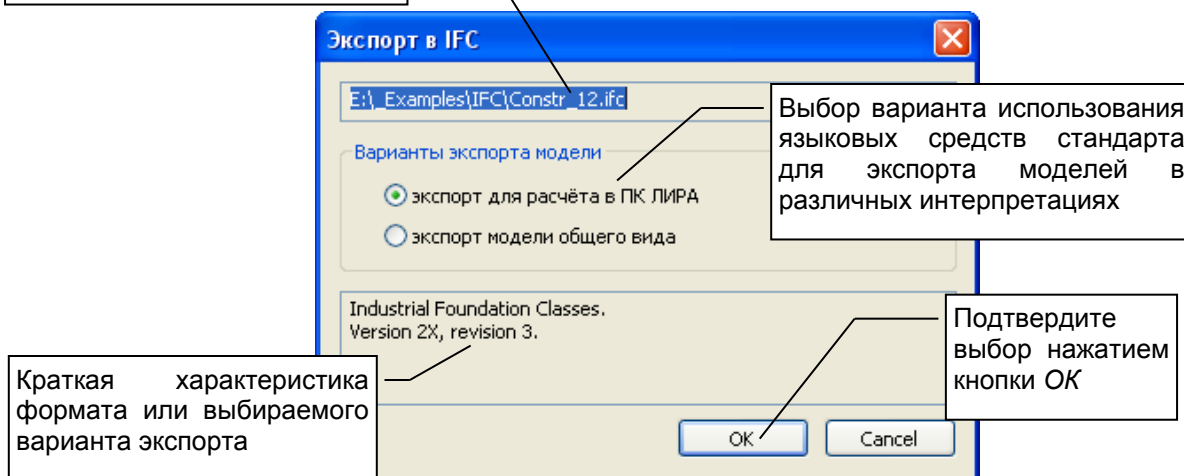 Экспорт в IFC
E:\_Examples\IFC\Constr_12.ifc
Варианты экспорта модели
экспорт для расчёта в ПК ЛИРА
экспорт модели общего вида
Выбор варианта использования
языковых средств стандарта
для экспорта моделей в
различных интерпретациях
Industrial Foundation Classes.
Version 2X, revision 3.
Подтвердите
выбор нажатием
кнопки ОК
Краткая характеристика
формата или выбираемого
варианта экспорта
OK
Cancel